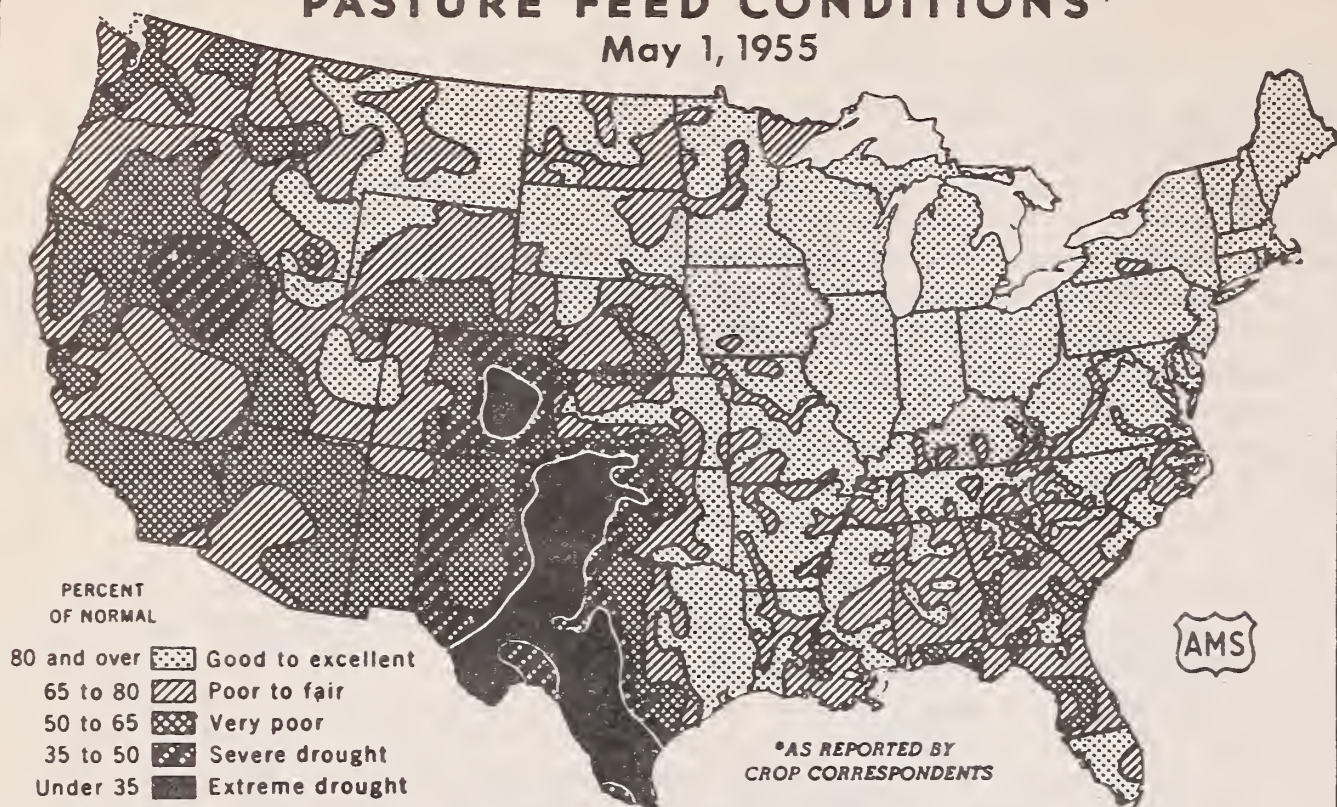 PASTURE FEED CONDITIONS*
May 1, 1955
PERCENT
OF NORMAL
80 and over Good to excellent
65 to 80 Poor to fair
50 to 65 Very poor
35 to 50 Severe drought
Under 35 Extreme drought
*AS REPORTED BY
CROP CORRESPONDENTS
AMS